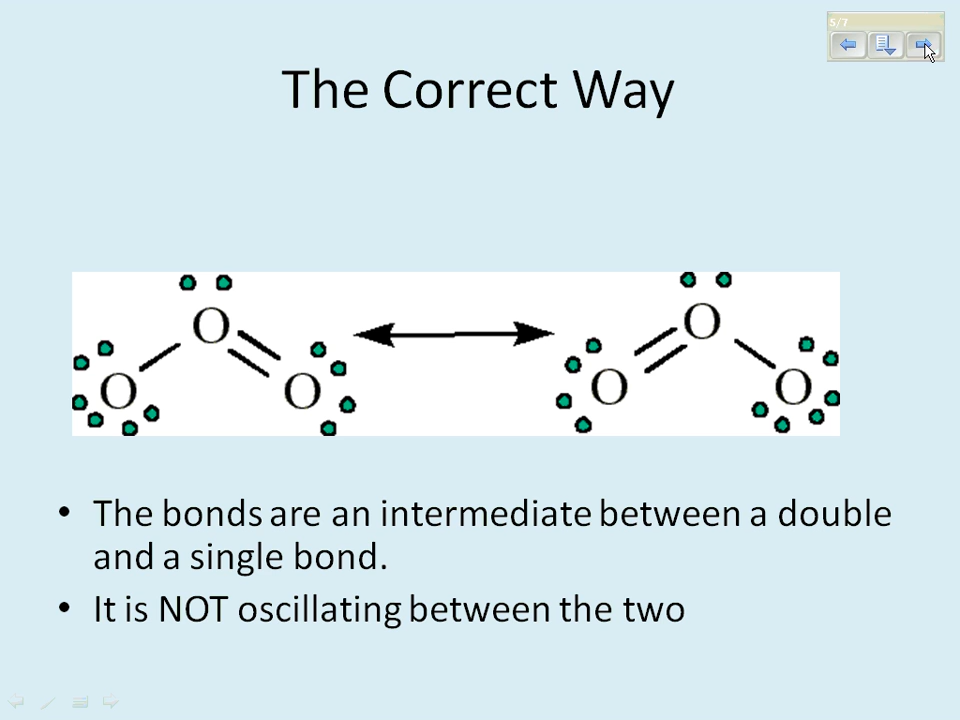 5/7
The Correct Way
O O
O O O O
• The bonds are an intermediate between a double
and a single bond.
• It is NOT oscillating between the two